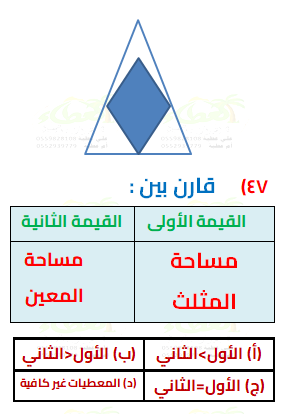 ٤٧) قارن بين :
القيمة الأولى القيمة الثانية
مساحة المثلث مساحة المعين
(أ) الأول>الثاني (ب) الأول<الثاني
(ج) الأول=الثاني (د) المعطيات غير كافية